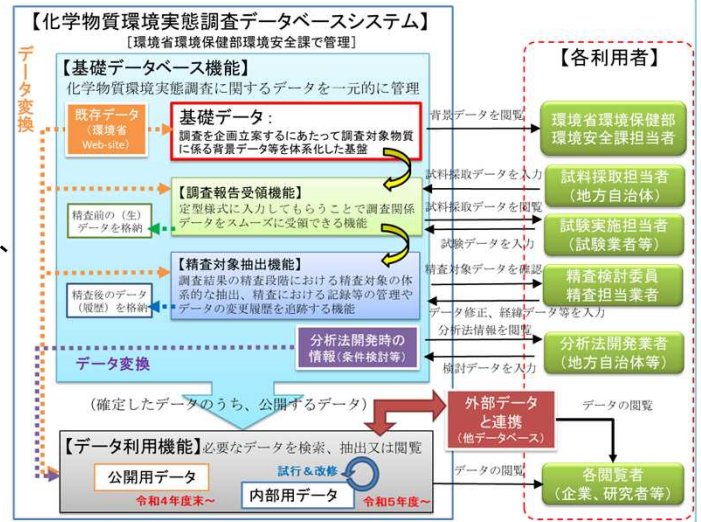 【化学物質環境実態調査データベースシステム】
[環境省環境保健部環境安全課で管理]
データ変換
【基礎データベース機能】
化学物質環境実態調査に関するデータを一元的に管理
既存データ
(環境省
Web-site)
基礎データ：
調査を企画立案するにあたって調査対象物質
に係る背景データ等を体系化した基盤
【調査報告受領機能】
定型様式に入力してもらうことで調査関係
データをスムーズに受領できる機能
精査前の（生）
データを格納
【精査対象抽出機能】
調査結果の精査段階における精査対象の体
系的な抽出、精査における記録等の管理や
データの変更履歴を追跡する機能
精査後のデータ
（履歴）を格納
分析法開発時の
情報(条件検討等)
データ変換
（確定したデータのうち、公開するデータ）
【データ利用機能】必要なデータを検索、抽出又は閲覧
公開用データ
令和4年度末～
試行＆改修
内部用データ
令和5年度～
外部データ
と連携
(他データベース)
背景データを閲覧
試料採取データを入力
試料採取データを閲覧
試験データを入力
精査対象データを確認
データ修正、経緯データ等を入力
分析法情報を閲覧
検討データを入力
データの閲覧
データの閲覧
【各利用者】
環境省環境保健部
環境安全課担当者
試料採取担当者
(地方自治体)
試験実施担当者
(試験業者等)
精査検討委員
精査担当業者
分析法開発業者
(地方自治体等)
各閲覧者
(企業、研究者等)
、